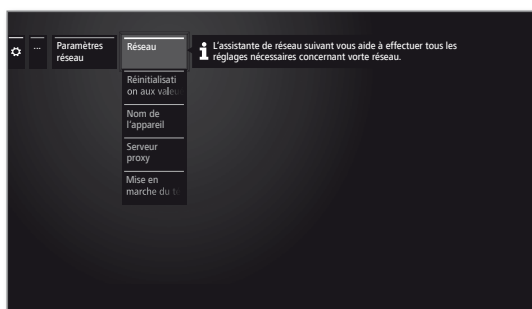 ...
Paramètres
réseau
Réseau
L'assistante de réseau suivant vous aide à effectuer tous les
réglages nécessaires concernant vorte réseau.
Réinitialisati
on aux valeu
Nom de
l'appareil
Serveur
proxy
Mise en
marche du té